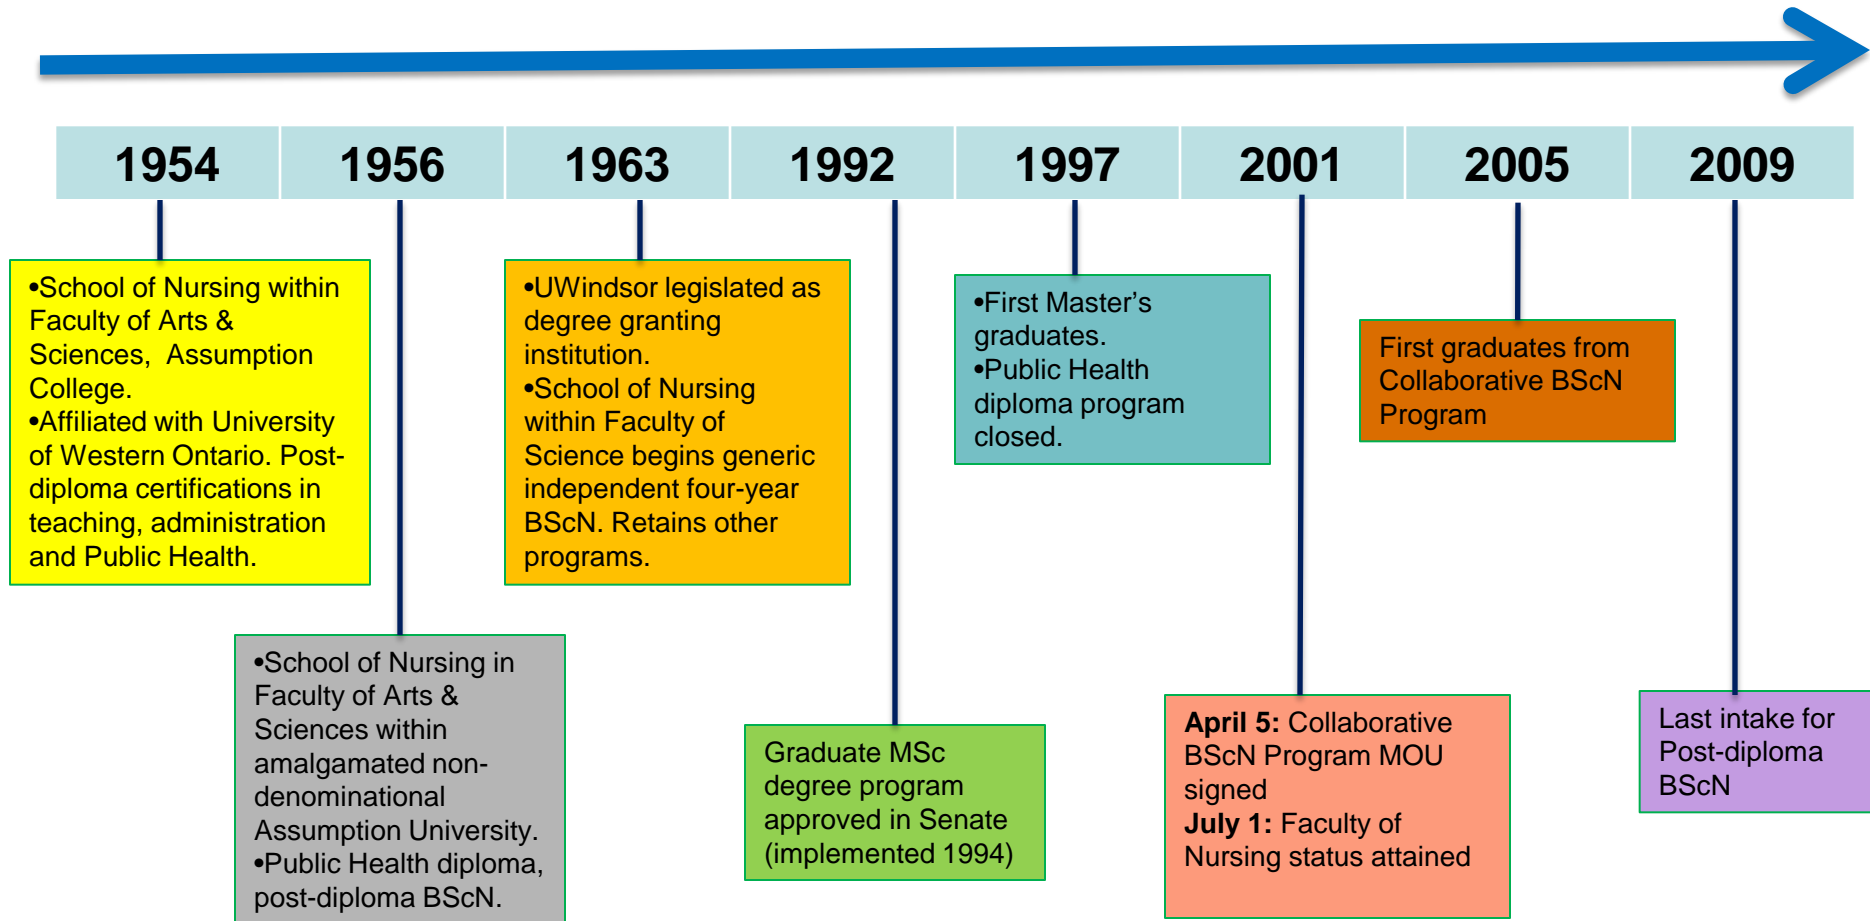 1954 1956 1963 1992 1997 2001 2005 2009
•School of Nursing within
Faculty of Arts &
Sciences, Assumption
College.
•Affiliated with University
of Western Ontario. Post-
diploma certifications in
teaching, administration
and Public Health.
•School of Nursing in
Faculty of Arts &
Sciences within
amalgamated non-
denominational
Assumption University.
•Public Health diploma,
post-diploma BScN.
•UWindsor legislated as
degree granting
institution.
•School of Nursing
within Faculty of
Science begins generic
independent four-year
BScN. Retains other
programs.
Graduate MSc
degree program
approved in Senate
(implemented 1994)
•First Master’s
graduates.
•Public Health
diploma program
closed.
April 5: Collaborative
BScN Program MOU
signed
July 1: Faculty of
Nursing status attained
First graduates from
Collaborative BScN
Program
Last intake for
Post-diploma
BScN